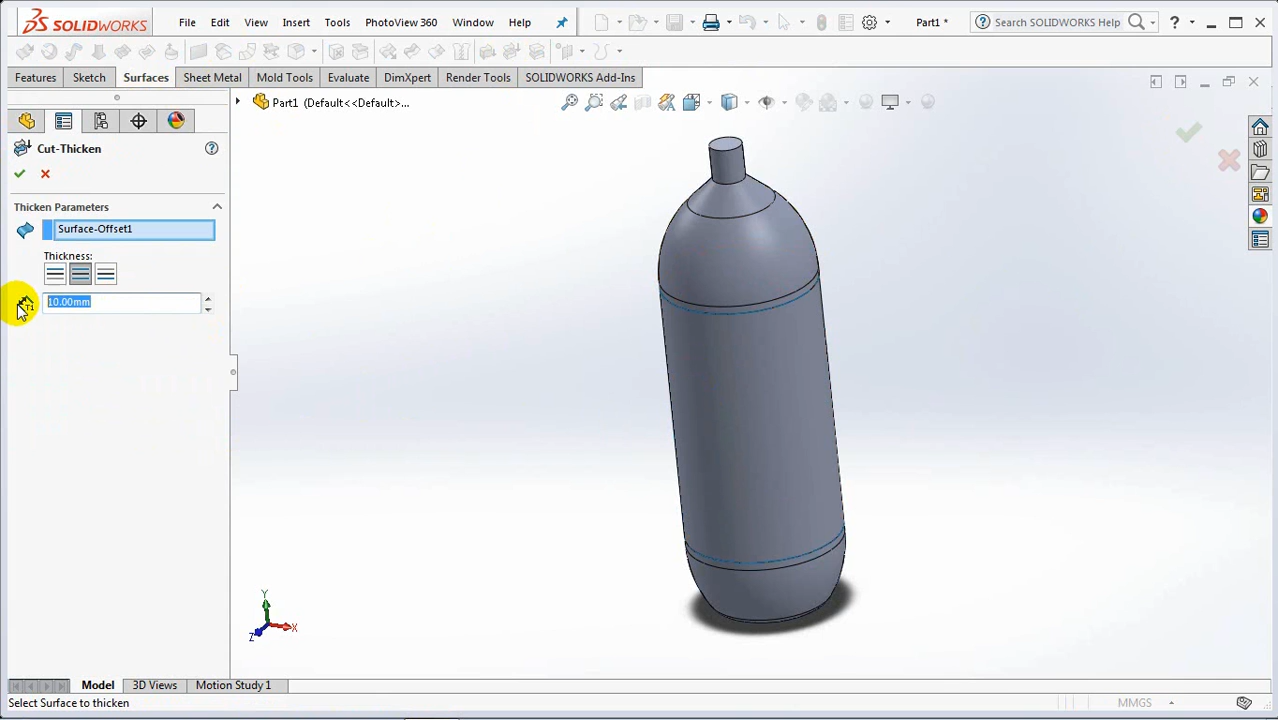 SOLIDWORKS
File Edit View Insert Tools PhotoView 360 Window Help
Part1 *
Search SOLIDWORKS Help
Features Sketch Surfaces Sheet Metal Mold Tools Evaluate DimXpert Render Tools SOLIDWORKS Add-Ins
Part1 (Default<<Default>...
Cut-Thicken
Thicken Parameters
Surface-Offset1
Thickness:
10.00mm
Y
X
Z
Model 3D Views Motion Study 1
Select Surface to thicken
MMGS